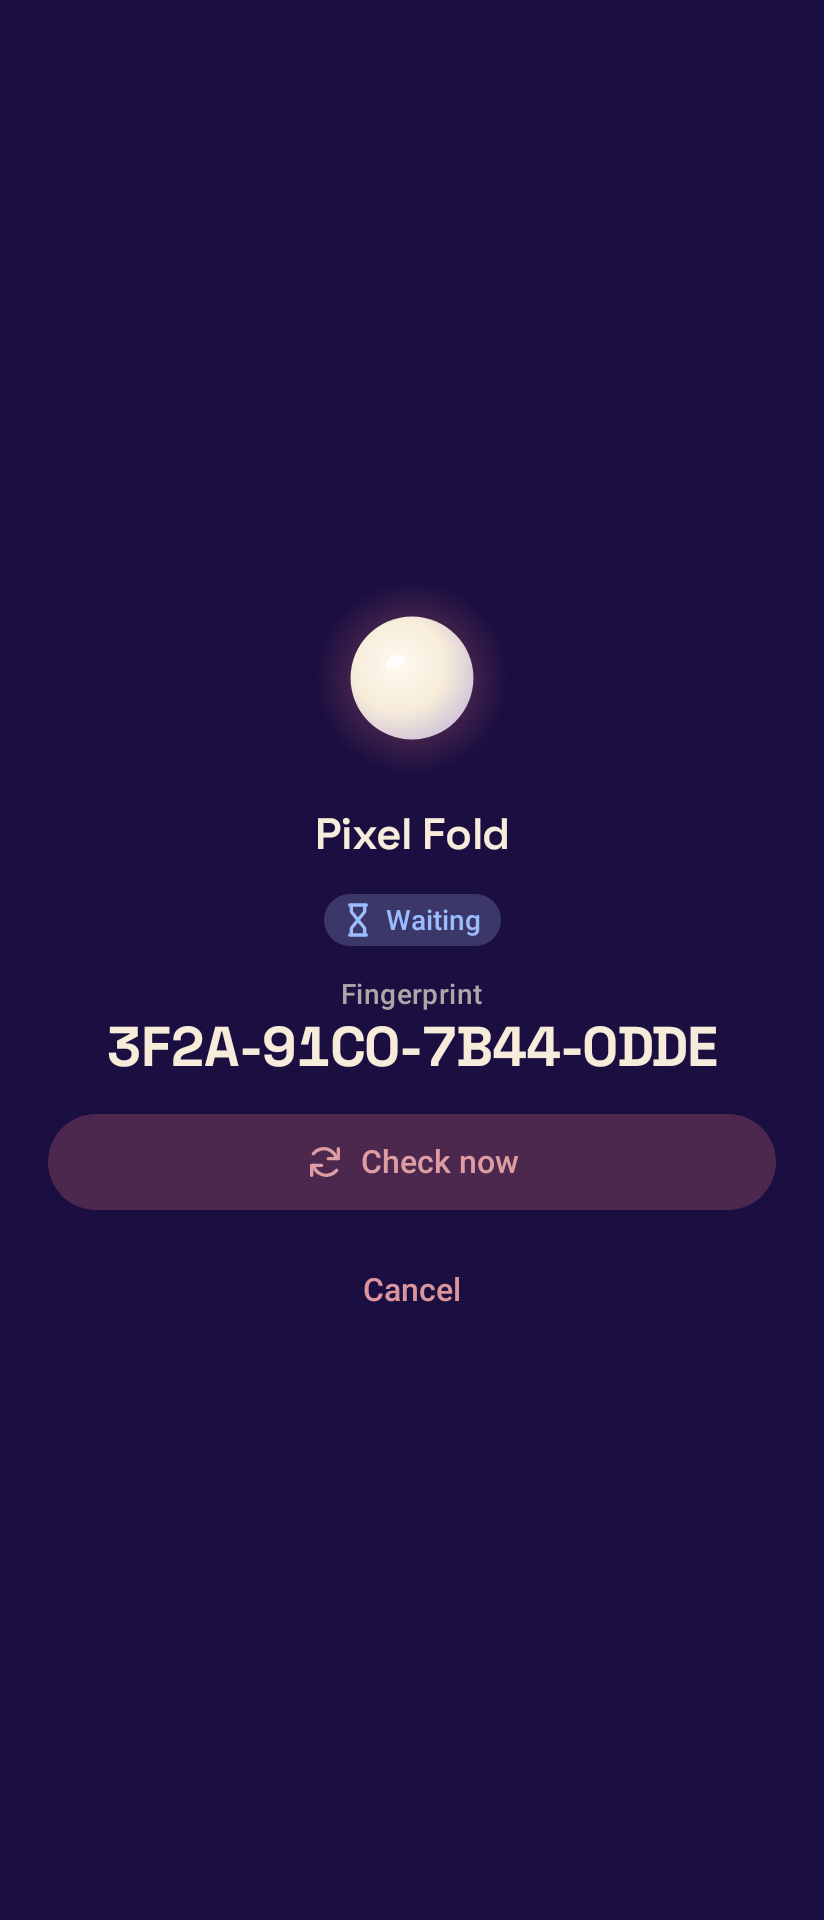 Pixel Fold
Waiting
Fingerprint
3F2A-91C0-7B44-0DDE
Check now
Cancel